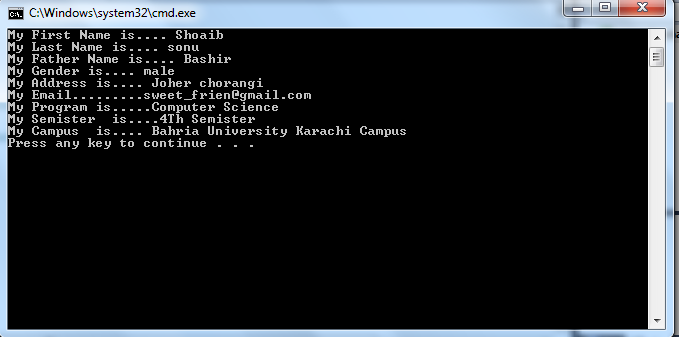 C:\Windows\system32\cmd.exe
My First Name is.... Shoaib
My Last Name is.... sonu
My Father Name is.... Bashir
My Gender is.... male
My Address is.... Joher chorangi
My Email.........sweet_frien@gmail.com
My Program is.....Computer Science
My Semister  is....4Th Semister
My Campus  is.... Bahria University Karachi Campus
Press any key to continue . . .